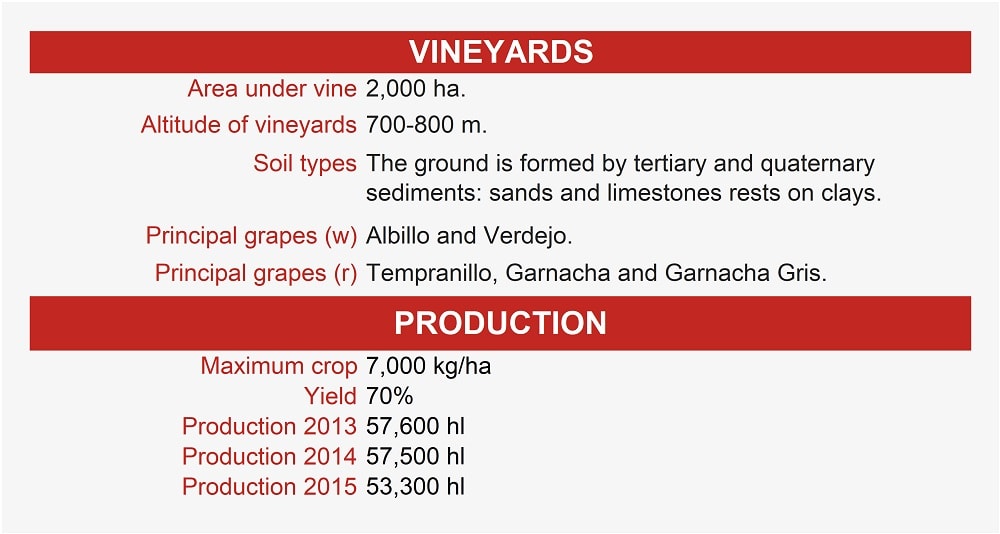 VINEYARDS
Area under vine 2,000 ha.
Altitude of vineyards 700-800 m.
Soil types The ground is formed by tertiary and quaternary
sediments: sands and limestones rests on clays.
Principal grapes (w) Albillo and Verdejo.
Principal grapes (r) Tempranillo, Garnacha and Garnacha Gris.
PRODUCTION
Maximum crop 7,000 kg/ha
Yield 70%
Production 2013 57,600 hl
Production 2014 57,500 hl
Production 2015 53,300 hl